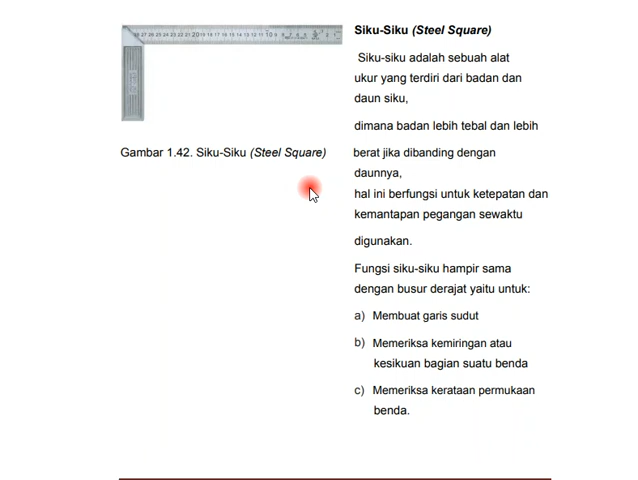 Siku-Siku (Steel Square)
Siku-siku adalah sebuah alat
ukur yang terdiri dari badan dan
daun siku,
dimana badan lebih tebal dan lebih
Gambar 1.42. Siku-Siku (Steel Square)
berat jika dibanding dengan
daunnya,
hal ini berfungsi untuk ketepatan dan
kemantapan pegangan sewaktu
digunakan.
Fungsi siku-siku hampir sama
dengan busur derajat yaitu untuk:
a) Membuat garis sudut
b) Memeriksa kemiringan atau
kesikuan bagian suatu benda
c) Memeriksa kerataan permukaan
benda.